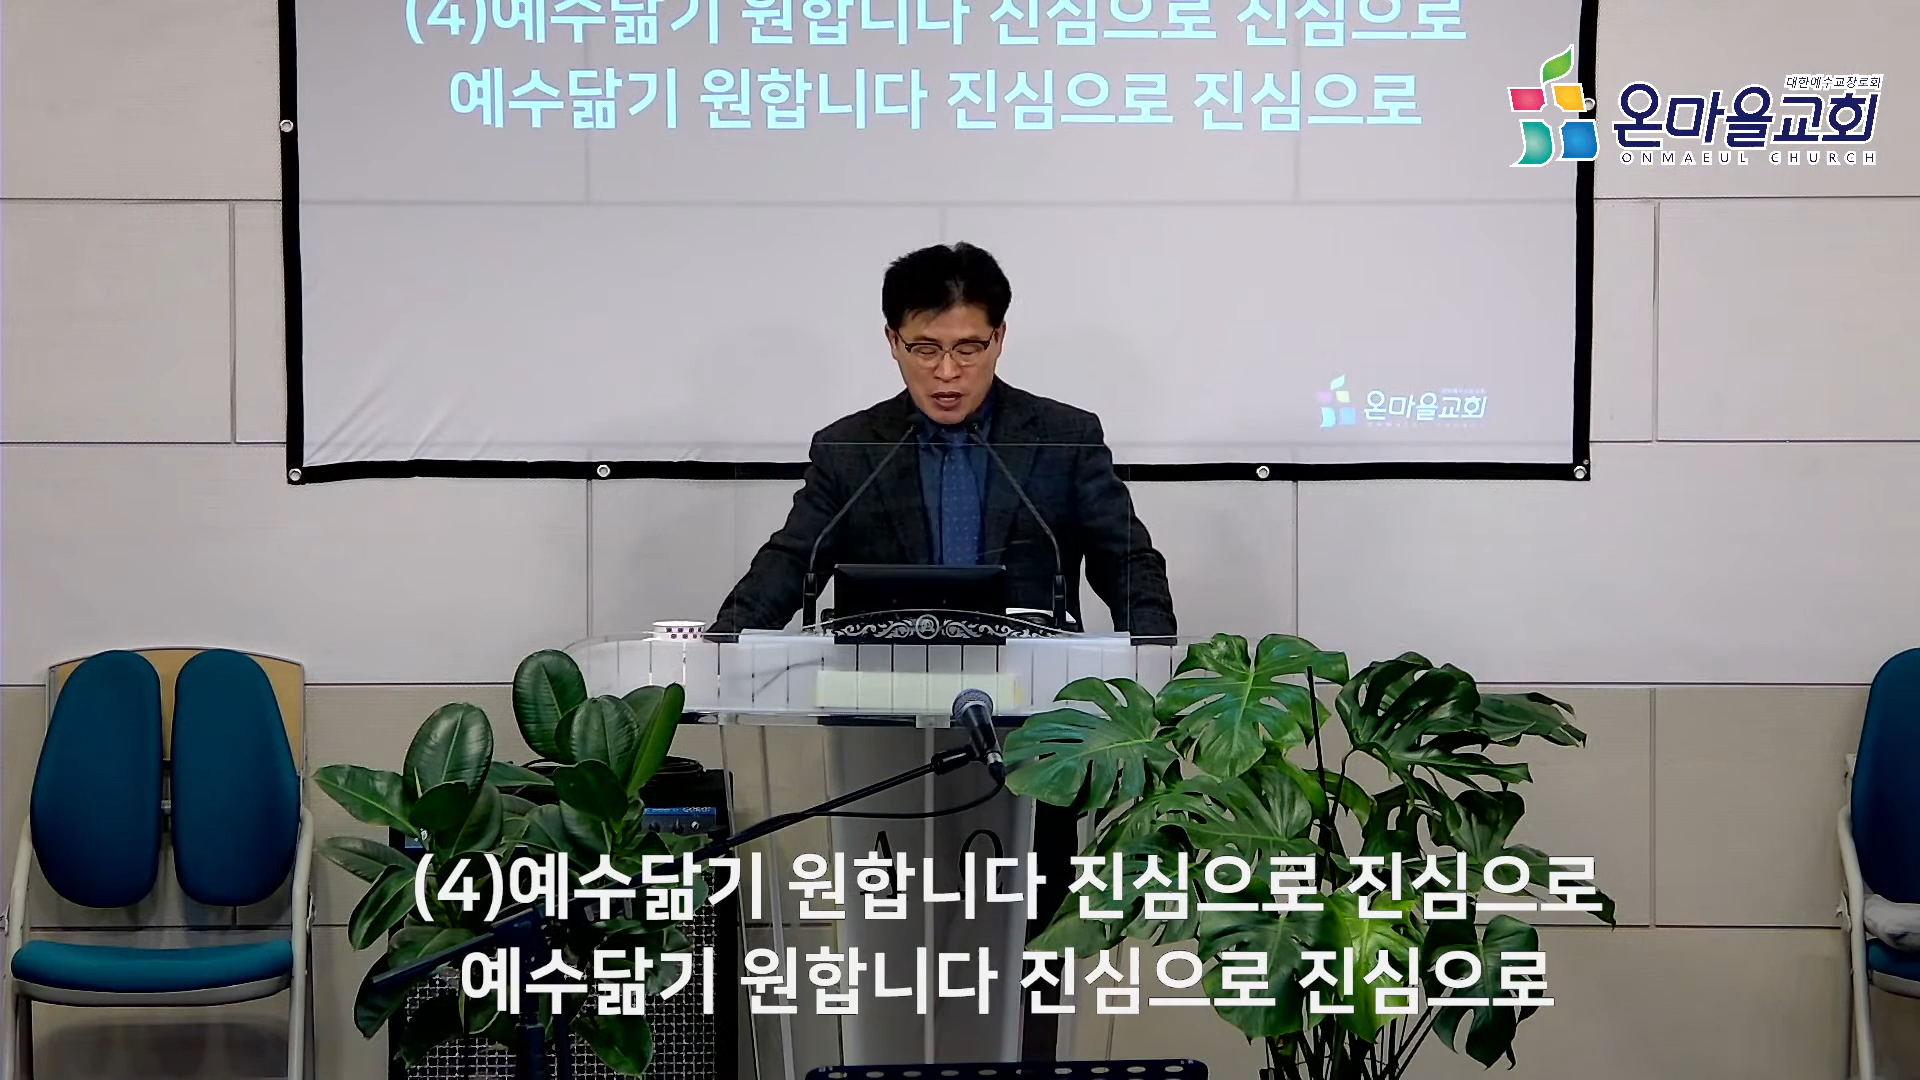 (4)예수닮기 원합니다 진심으로 진심으로
예수닮기 원합니다 진심으로 진심으로
대한예수교장로회
온마을교회
ONMAEUL CHURCH
온마을교회
(4)예수닮기 원합니다 진심으로 진심으로
예수닮기 원합니다 진심으로 진심으로